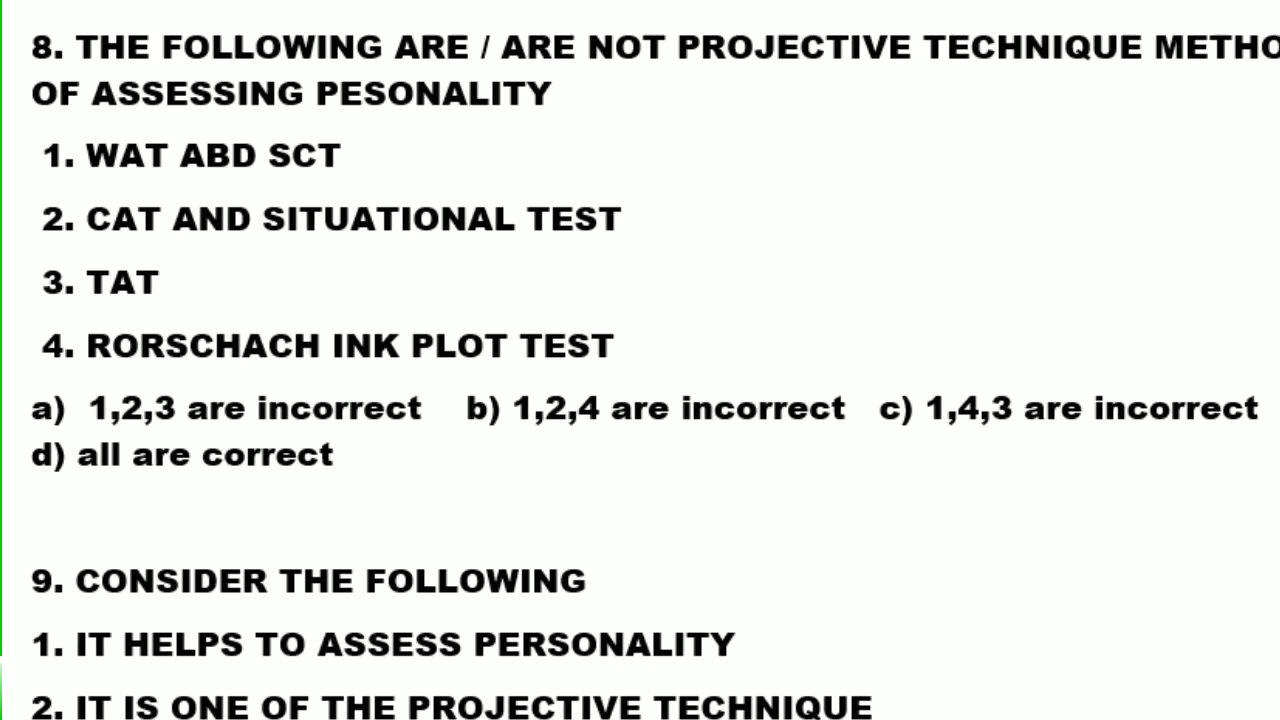 8. THE FOLLOWING ARE / ARE NOT PROJECTIVE TECHNIQUE METHO
OF ASSESSING PESONALITY
1. WAT ABD SCT
2. CAT AND SITUATIONAL TEST
3. TAT
4. RORSCHACH INK PLOT TEST
a) 1,2,3 are incorrect b) 1,2,4 are incorrect c) 1,4,3 are incorrect
d) all are correct
9. CONSIDER THE FOLLOWING
1. IT HELPS TO ASSESS PERSONALITY
2. IT IS ONE OF THE PROJECTIVE TECHNIQUE